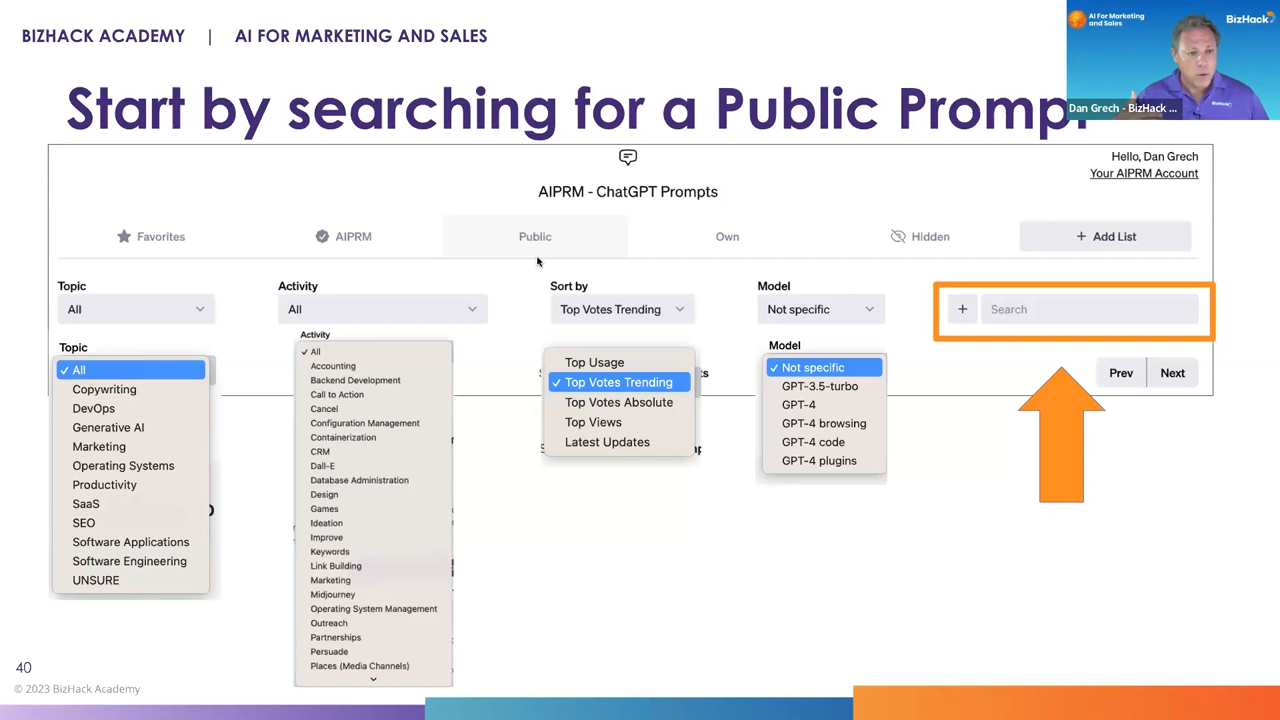 BIZHACK ACADEMY | AI FOR MARKETING AND SALES
AI For Marketing
and Sales
BizHack
BizHack
Dan Grech - BizHack ...
Start by searching for a Public Prompt
Hello, Dan Grech
Your AIPRM Account
AIPRM - ChatGPT Prompts
Favorites
AIPRM
Public
Own
Hidden
+ Add List
Topic
All
Activity
All
Sort by
Top Votes Trending
Model
Not specific
+
Search
Prev
Next
Topic
✓ All
Copywriting
DevOps
Generative AI
Marketing
Operating Systems
Productivity
SaaS
SEO
Software Applications
Software Engineering
UNSURE
Activity
✓ All
Accounting
Backend Development
Call to Action
Cancel
Configuration Management
Containerization
CRM
Dall-E
Database Administration
Design
Games
Ideation
Improve
Keywords
Link Building
Marketing
Midjourney
Operating System Management
Outreach
Partnerships
Persuade
Places (Media Channels)
Top Usage
✓ Top Votes Trending
Top Votes Absolute
Top Views
Latest Updates
Model
✓ Not specific
GPT-3.5-turbo
GPT-4
GPT-4 browsing
GPT-4 code
GPT-4 plugins
40
© 2023 BizHack Academy